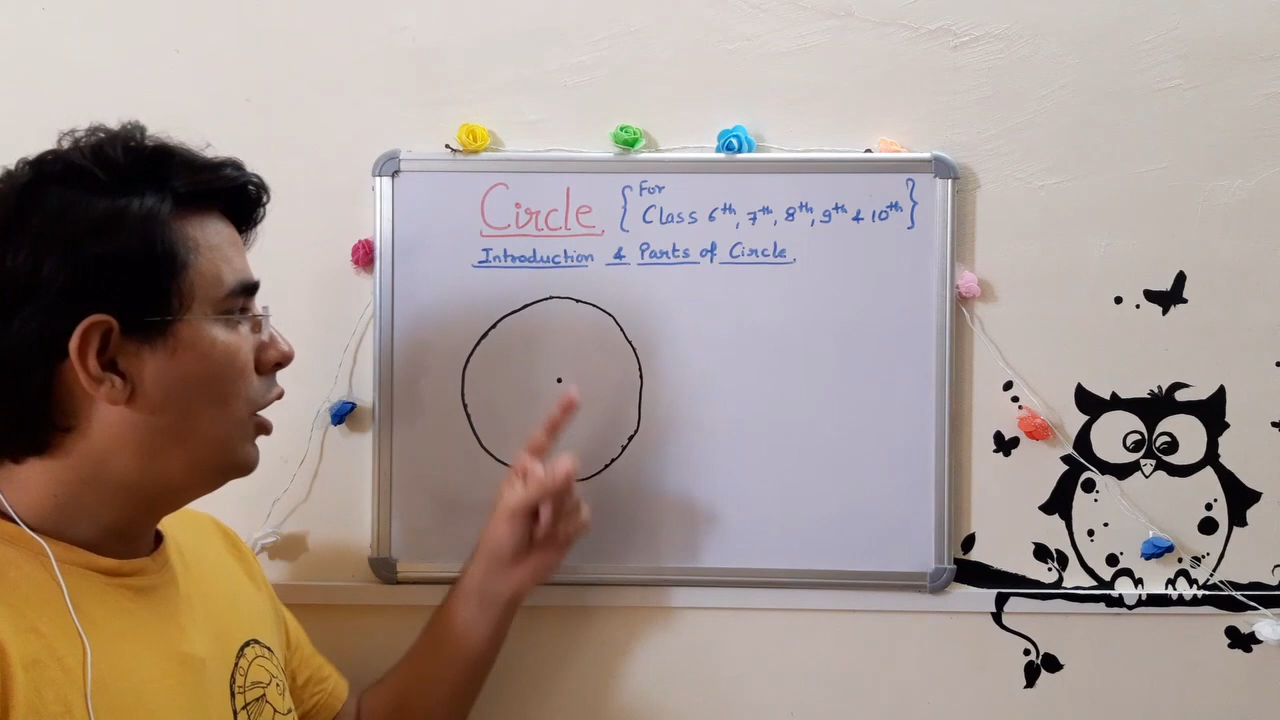 Circle { For
Class 6th, 7th, 8th, 9th & 10th }
Introduction & Parts of Circle.